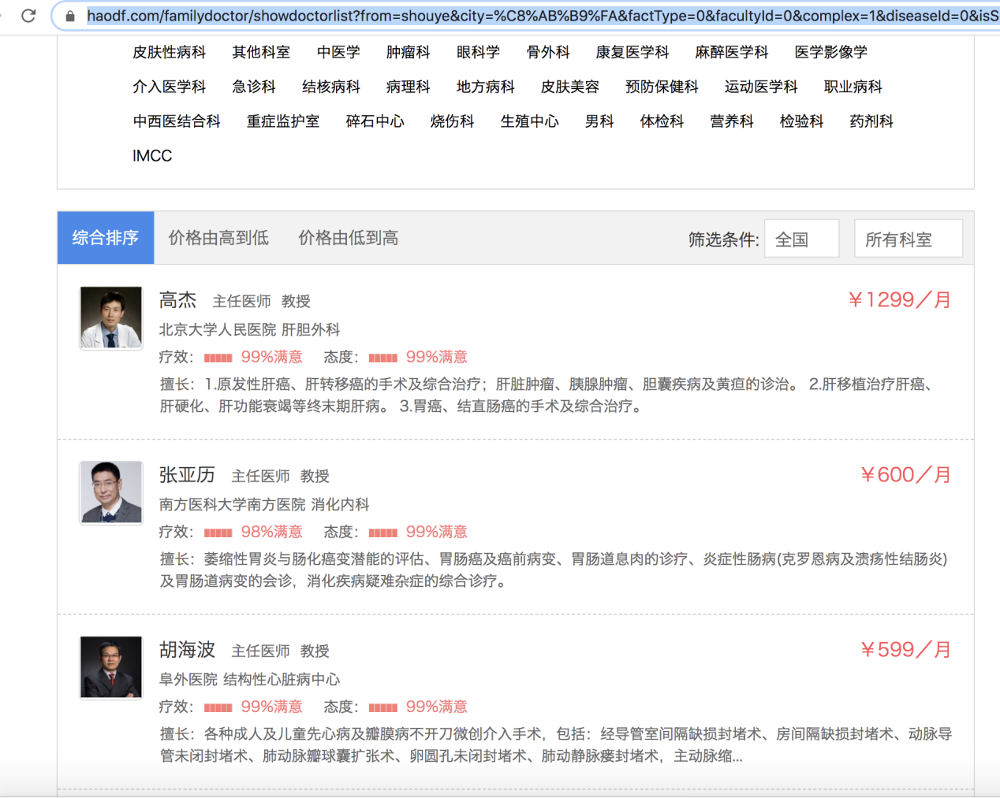 haodf.com/familydoctor/showdoctorlist?from=shouye&city=%C8%AB%B9%FA&factType=0&facultyId=0&complex=1&diseaseId=0&isS
皮肤性病科 其他科室 中医学 肿瘤科 眼科学 骨外科 康复医学科 麻醉医学科 医学影像学
介入医学科 急诊科 结核病科 病理科 地方病科 皮肤美容 预防保健科 运动医学科 职业病科
中西医结合科 重症监护室 碎石中心 烧伤科 生殖中心 男科 体检科 营养科 检验科 药剂科
IMCC
综合排序 价格由高到低 价格由低到高 筛选条件: 全国 所有科室
高杰 主任医师 教授 ￥1299／月
北京大学人民医院 肝胆外科
疗效: 99%满意 态度: 99%满意
擅长: 1.原发性肝癌、肝转移癌的手术及综合治疗；肝脏肿瘤、胰腺肿瘤、胆囊疾病及黄疸的诊治。 2.肝移植治疗肝癌、
肝硬化、肝功能衰竭等终末期肝病。 3.胃癌、结直肠癌的手术及综合治疗。
张亚历 主任医师 教授 ￥600／月
南方医科大学南方医院 消化内科
疗效: 98%满意 态度: 99%满意
擅长: 萎缩性胃炎与肠化癌变潜能的评估、胃肠癌及癌前病变、胃肠道息肉的诊疗、炎症性肠病(克罗恩病及溃疡性结肠炎)
及胃肠道病变的会诊，消化疾病疑难杂症的综合诊疗。
胡海波 主任医师 教授 ￥599／月
阜外医院 结构性心脏病中心
疗效: 99%满意 态度: 99%满意
擅长: 各种成人及儿童先心病及瓣膜病不开刀微创介入手术，包括：经导管室间隔缺损封堵术、房间隔缺损封堵术、动脉导
管未闭封堵术、肺动脉瓣球囊扩张术、卵圆孔未闭封堵术、肺动静脉瘘封堵术，主动脉缩...